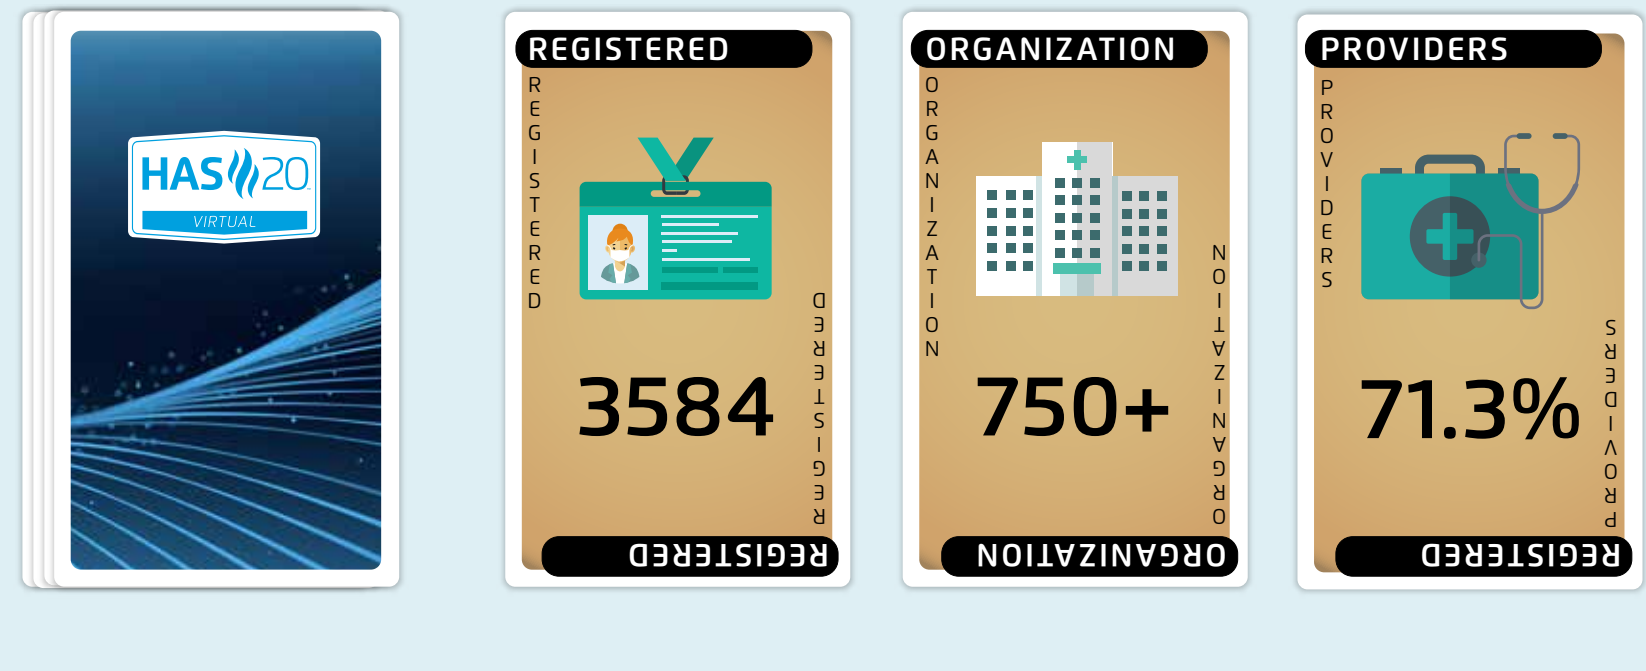 HAS 20
VIRTUAL
REGISTERED
REGISTERED
3584
REGISTERED
REGISTERED
ORGANIZATION
ORGANIZATION
750+
ORGANIZATION
ORGANIZATION
PROVIDERS
PROVIDERS
71.3%
PROVIDERS
REGISTERED